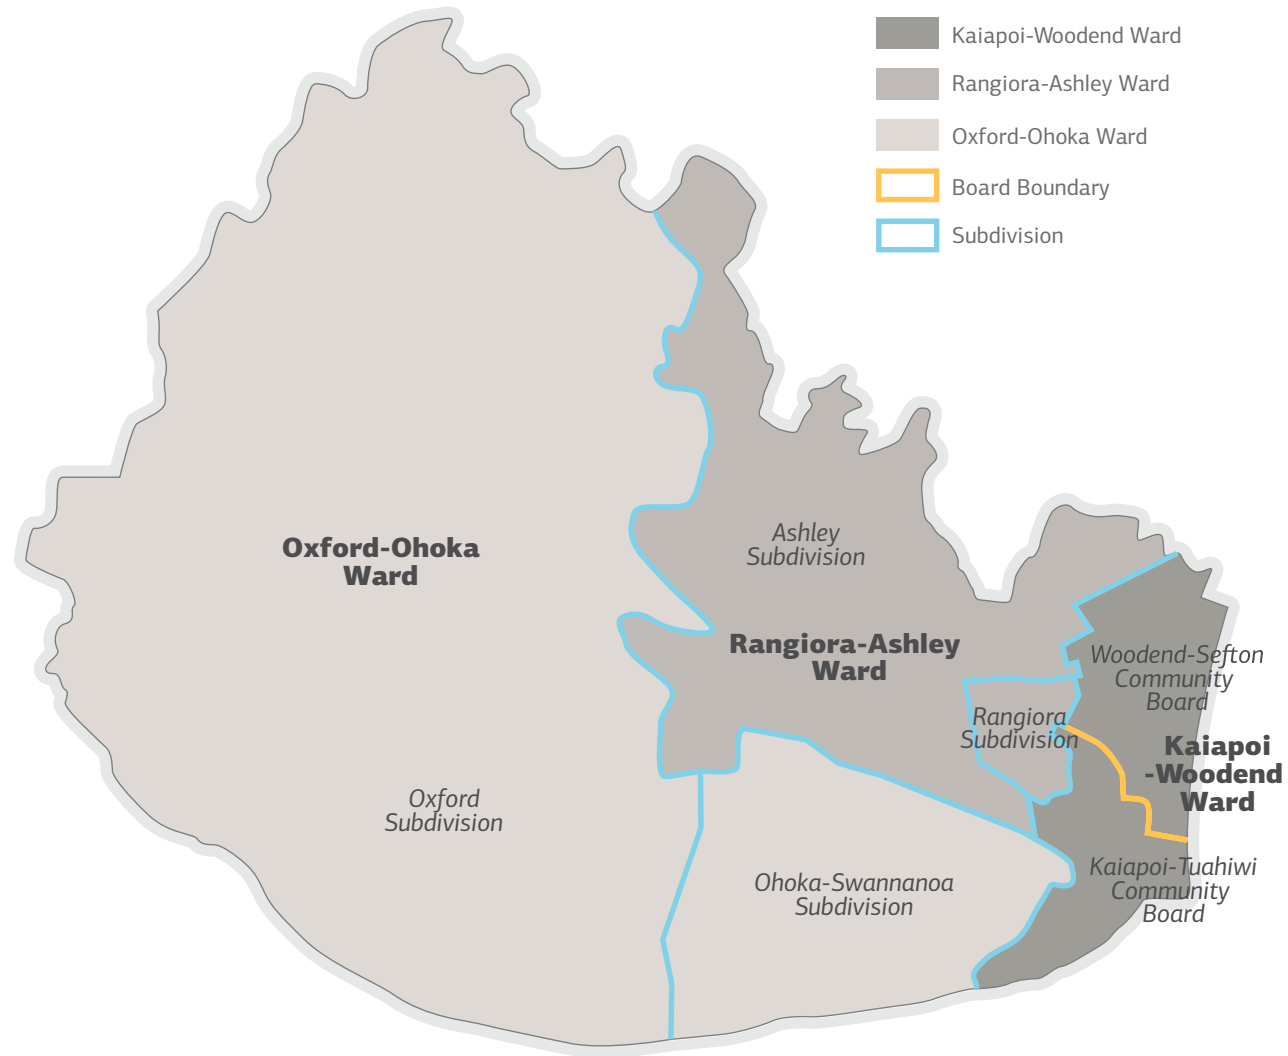 Kaiapoi-Woodend Ward
Rangiora-Ashley Ward
Oxford-Ohoka Ward
Board Boundary
Subdivision
Oxford-Ohoka
Ward
Ashley
Subdivision
Rangiora-Ashley
Ward
Woodend-Sefton
Community
Board
Rangiora
Subdivision
Kaiapoi
-Woodend
Ward
Oxford
Subdivision
Ohoka-Swannanoa
Subdivision
Kaiapoi-Tuahiwi
Community
Board